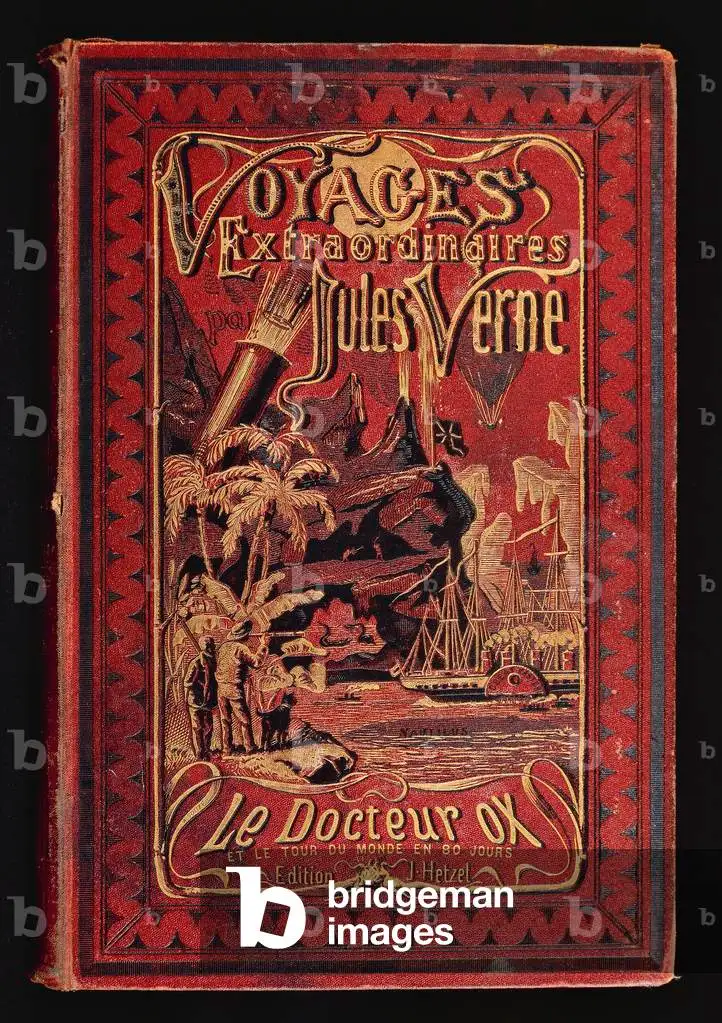 Voyages
Extraordinaires
par
Jules Verne
NAUTILUS
Le Docteur OX
ET LE TOUR DU MONDE EN 80 JOURS
Edition J. Hetzel
b bridgeman
images